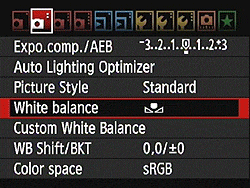 Expo.comp./AEB -3..2..1..0..1..2..+3
Auto Lighting Optimizer
Picture Style Standard
White balance
Custom White Balance
WB Shift/BKT 0,0/±0
Color space sRGB